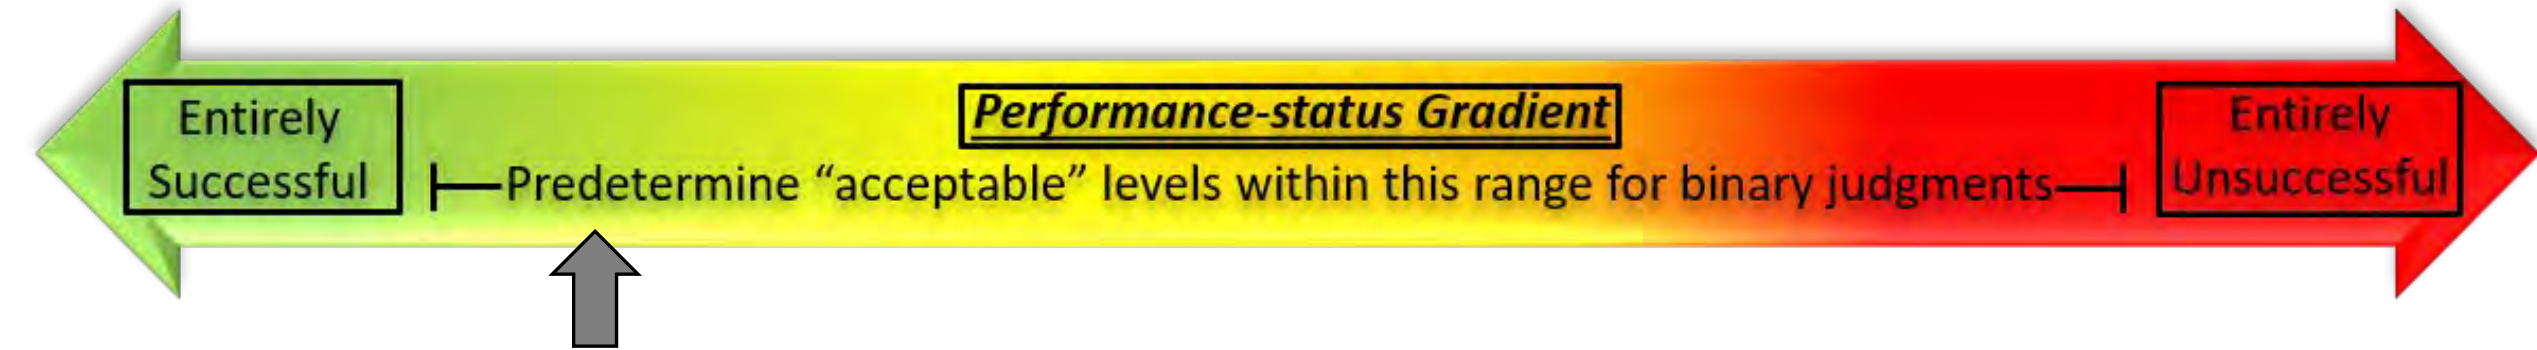 Performance-status Gradient
Entirely
Successful
Predetermine “acceptable” levels within this range for binary judgments
Entirely
Unsuccessful